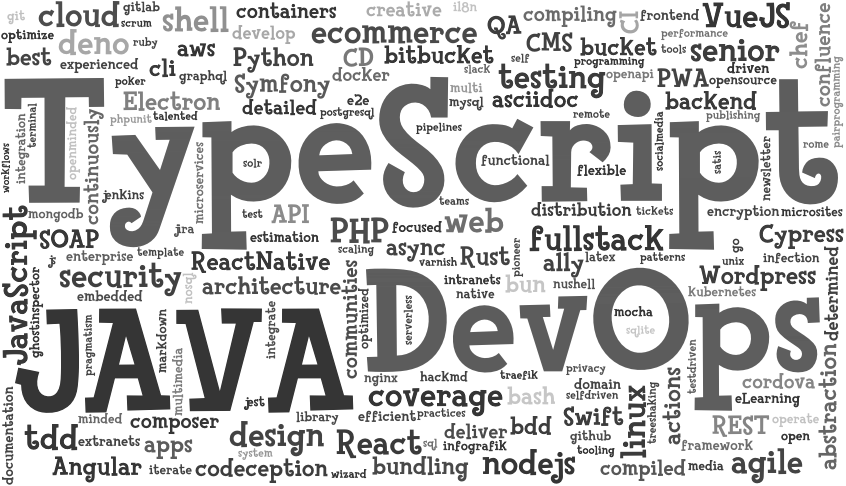 git
cloud
gitlab
scrum
shell
containers
creative
i18n
QA
compiling
CI
frontend
VueJS
chef
confluence
optimize
deno
ruby
develop
ecommerce
CMS
bucket
performance
tools
senior
best
experienced
aws
Python
CD
bitbucket
self
programming
cli
graphql
docker
slack
testing
openapi
PWA
driven
opensource
poker
Symfony
multi
Electron
detailed
e2e
postgresql
mysql
asciidoc
backend
pairprogramming
phpunit
talented
pipelines
remote
publishing
workflows
integration
terminal
openminded
continuously
TypeScript
microservices
solr
functional
flexible
socialmedia
satis
newsletter
rome
jenkins
teams
mongodb
test
API
PHP
focused
web
distribution
tickets
encryption
microsites
jira
SOAP
estimation
scaling
async
fullstack
Cypress
enterprise
template
varnish
Rust
pioneer
a11y
latex
patterns
unix
go
infection
JavaScript
ghostinspector
security
nosql
ReactNative
architecture
communities
optimized
intranets
native
bun
nushell
Wordpress
Kubernetes
determined
embedded
JAVA
pragmatism
markdown
multimedia
integrate
DevOps
serverless
mocha
sqlite
testdriven
nginx
hackmd
traefik
privacy
domain
selfdriven
cordova
eLearning
abstraction
documentation
minded
composer
jest
library
coverage
efficient
practices
bash
Swift
linux
treeshaking
actions
REST
operate
tdd
extranets
apps
design
system
React
sql
deliver
infografik
bdd
github
tooling
framework
open
Angular
iterate
codeception
wizard
bundling
nodejs
compiled
media
agile